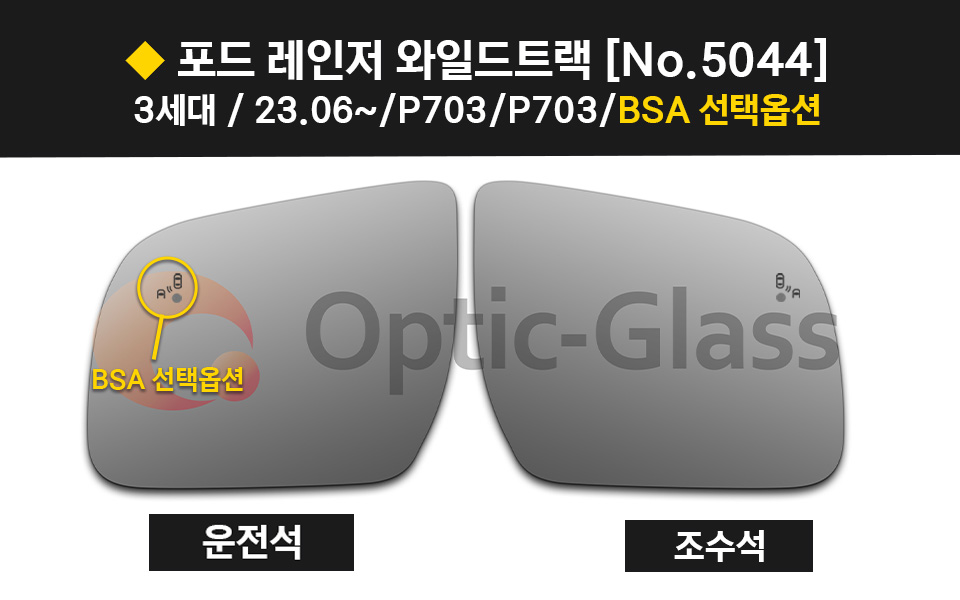 ◆ 포드 레인저 와일드트랙 [No.5044]
3세대 / 23.06~/P703/P703/BSA 선택옵션
Optic-Glass
BSA 선택옵션
운전석
조수석